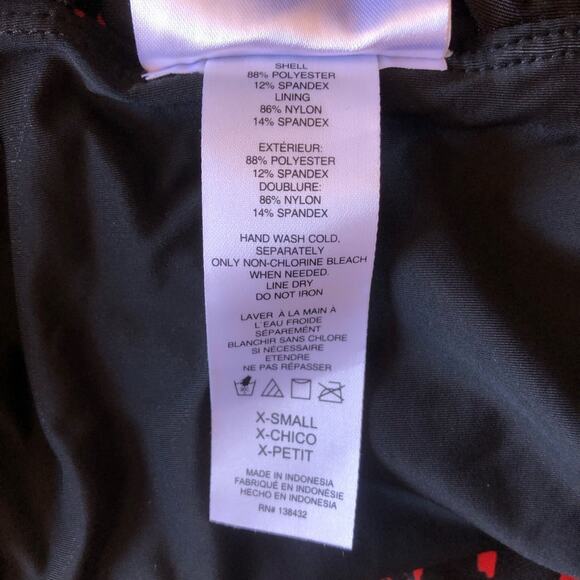 SHELL
88% POLYESTER
12% SPANDEX
LINING
86% NYLON
14% SPANDEX
EXTÉRIEUR:
88% POLYESTER
12% SPANDEX
DOUBLURE:
86% NYLON
14% SPANDEX
HAND WASH COLD,
SEPARATELY
ONLY NON-CHLORINE BLEACH
WHEN NEEDED.
LINE DRY
DO NOT IRON
LAVER À LA MAIN À
L'EAU FROIDE
SÉPARÉMENT
BLANCHIR SANS CHLORE
SI NÉCESSAIRE
ETENDRE
NE PAS RÉPASSER
X-SMALL
X-CHICO
X-PETIT
MADE IN INDONESIA
FABRIQUÉ EN INDONÉSIE
HECHO EN INDONESIA
RN# 138432